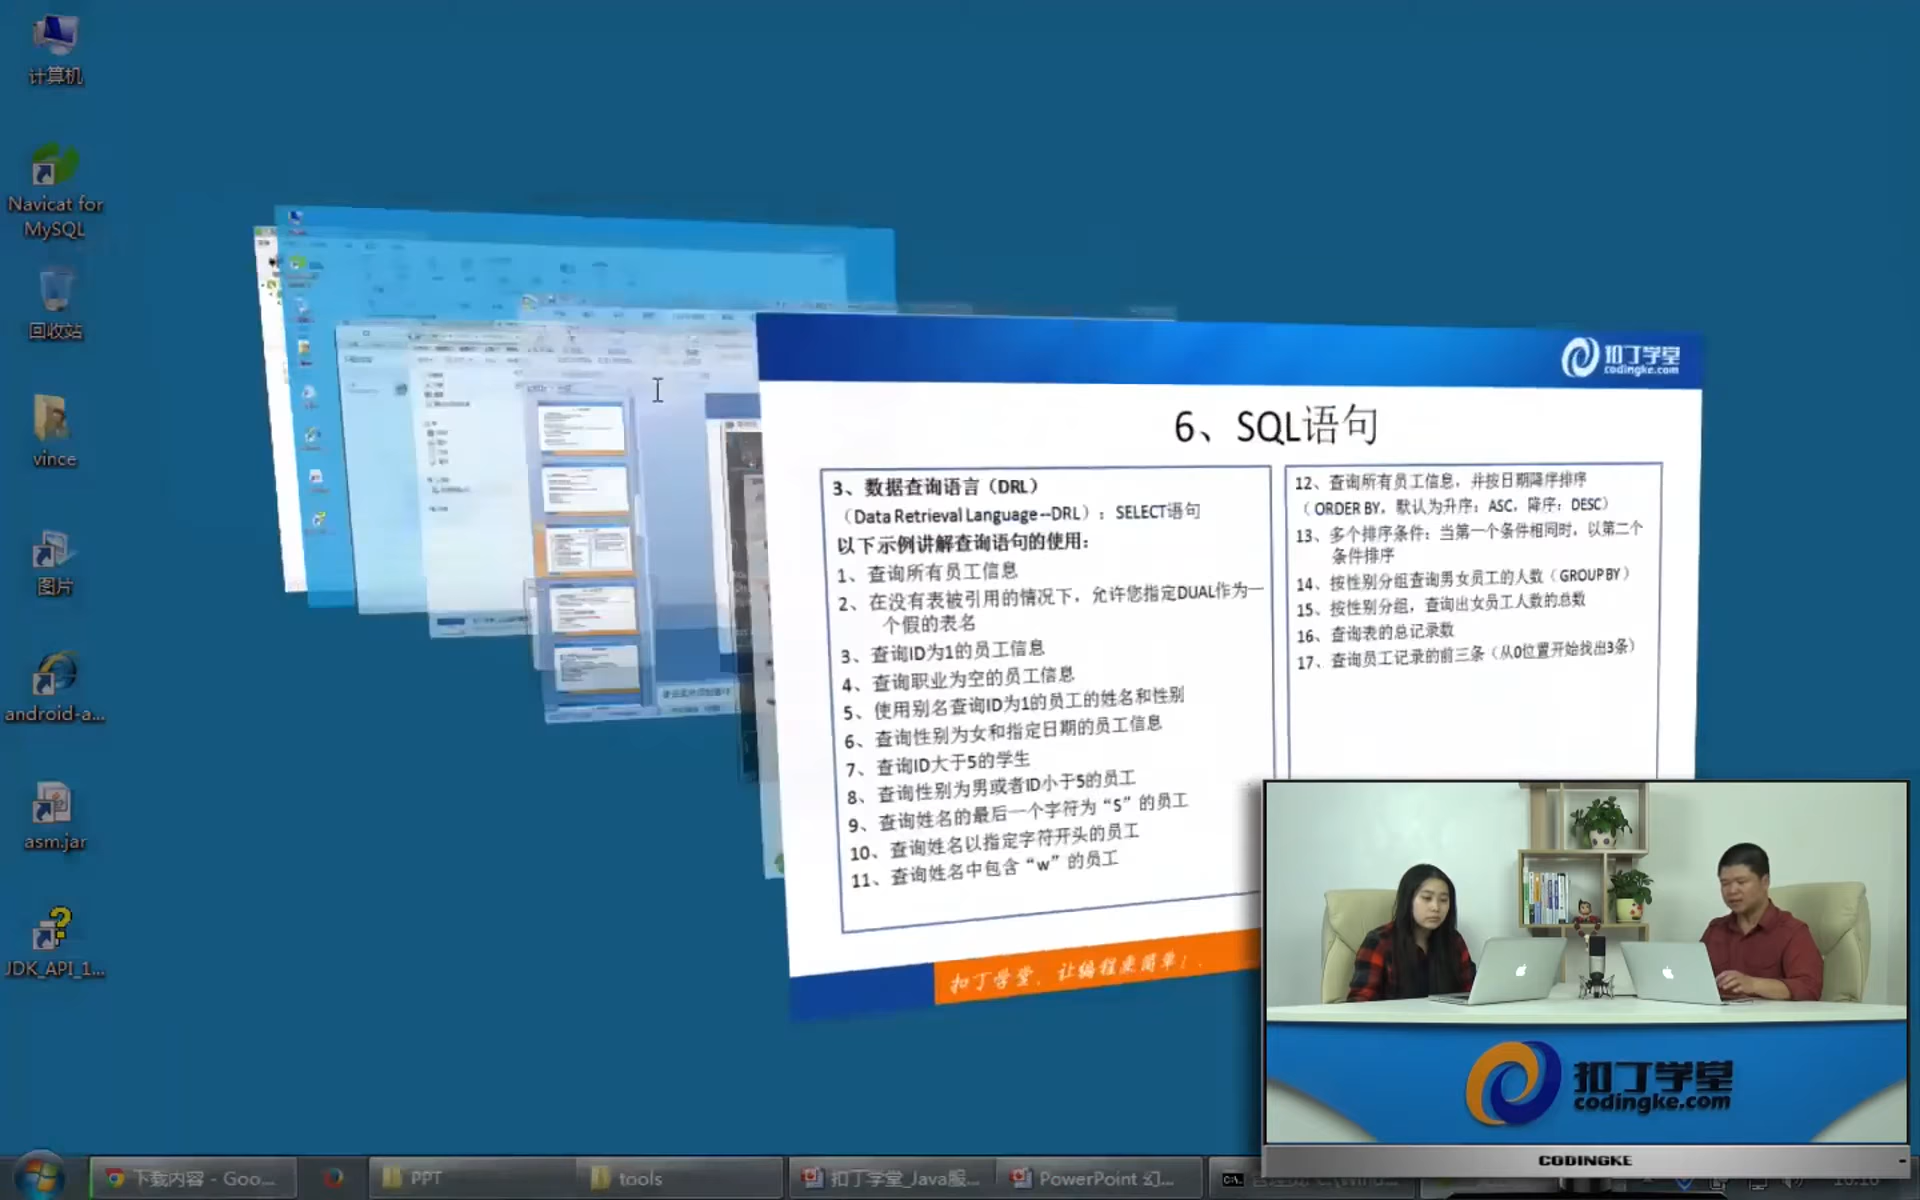 计算机
Navicat for
MySQL
回收站
vince
图片
android-a...
asm.jar
JDK_API_1...
扣丁学堂
codingke.com
6、SQL语句
3、数据查询语言（DRL）
（Data Retrieval Language--DRL）：SELECT语句
以下示例讲解查询语句的使用：
1、查询所有员工信息
2、在没有表被引用的情况下，允许您指定DUAL作为一
个假的表名
3、查询ID为1的员工信息
4、查询职业为空的员工信息
5、使用别名查询ID为1的员工的姓名和性别
6、查询性别为女和指定日期的员工信息
7、查询ID大于5的学生
8、查询性别为男或者ID小于5的员工
9、查询姓名的最后一个字符为“5”的员工
10、查询姓名以指定字符开头的员工
11、查询姓名中包含“w”的员工
12、查询所有员工信息，并按日期降序排序
（ORDER BY，默认为升序：ASC，降序：DESC）
13、多个排序条件：当第一个条件相同时，以第二个
条件排序
14、按性别分组查询男女员工的人数（GROUP BY）
15、按性别分组，查询出女员工人数的总数
16、查询表的总记录数
17、查询员工记录的前三条（从0位置开始找出3条）
扣丁学堂，让编程更简单！
扣丁学堂
codingke.com
CODINGKE
下载内容 - Goo...
PPT
tools
扣丁学堂_Java服...
PowerPoint 幻...